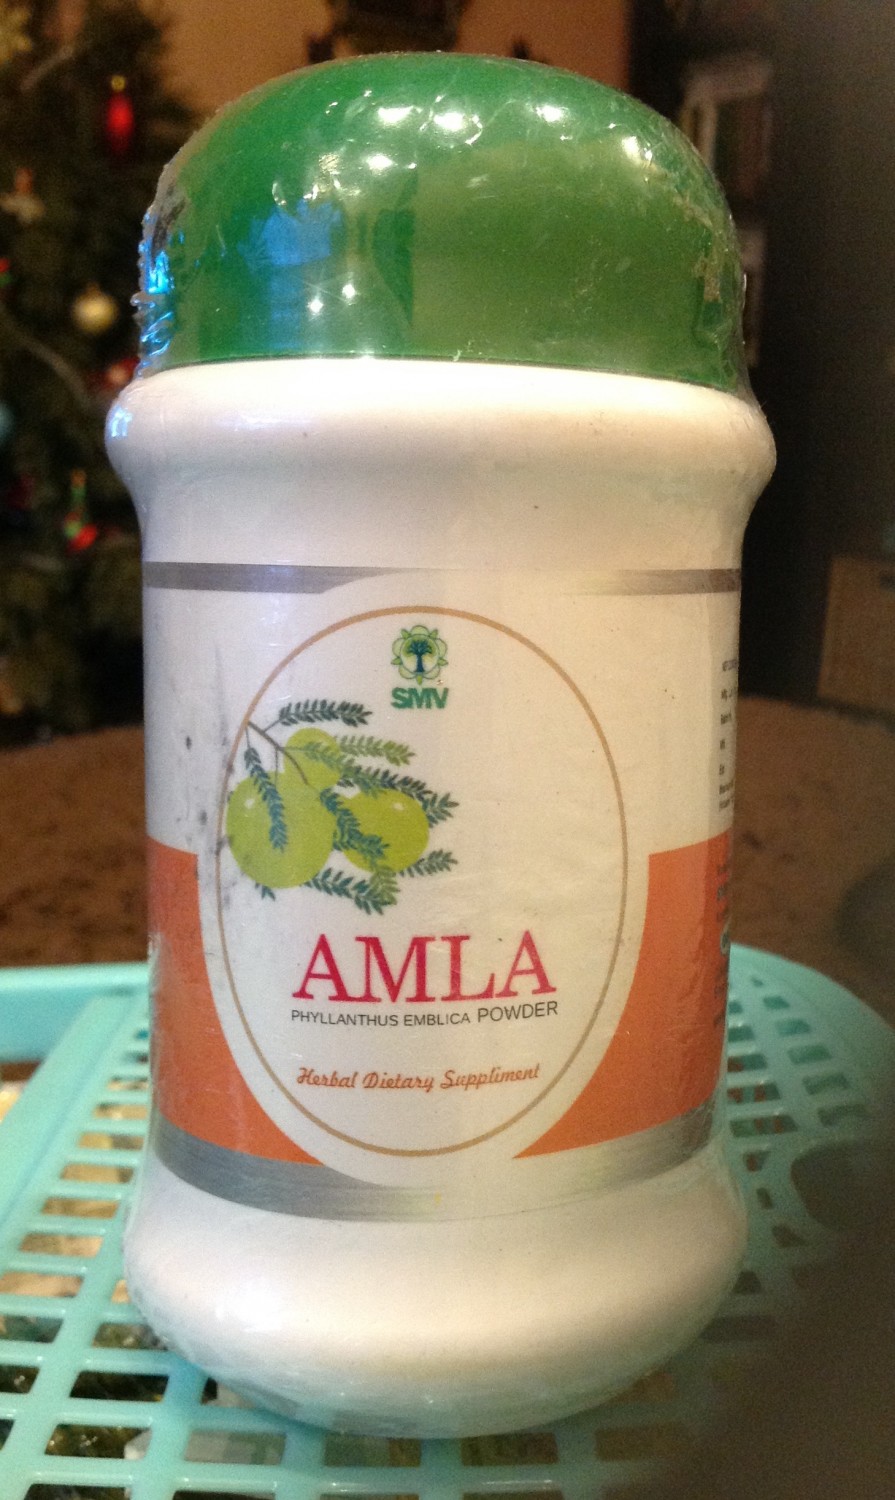 SMV
AMLA
PHYLLANTHUS EMBLICA POWDER
Herbal Dietary Suppliment